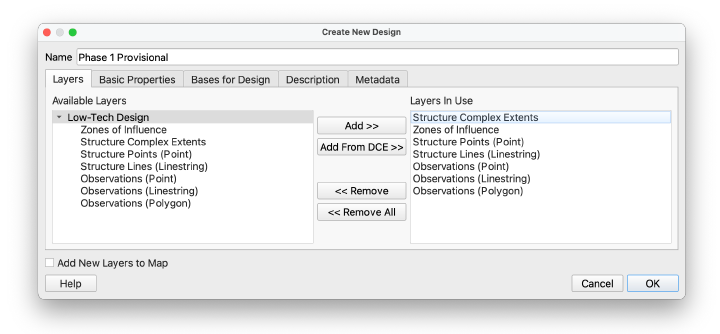 Create New Design
Name Phase 1 Provisional
Layers Basic Properties Bases for Design Description Metadata
Available Layers
Low-Tech Design
Zones of Influence
Structure Complex Extents
Structure Points (Point)
Structure Lines (Linestring)
Observations (Point)
Observations (Linestring)
Observations (Polygon)
Add >>
Add From DCE >>
<< Remove
<< Remove All
Layers In Use
Structure Complex Extents
Zones of Influence
Structure Points (Point)
Structure Lines (Linestring)
Observations (Point)
Observations (Linestring)
Observations (Polygon)
Add New Layers to Map
Help Cancel OK